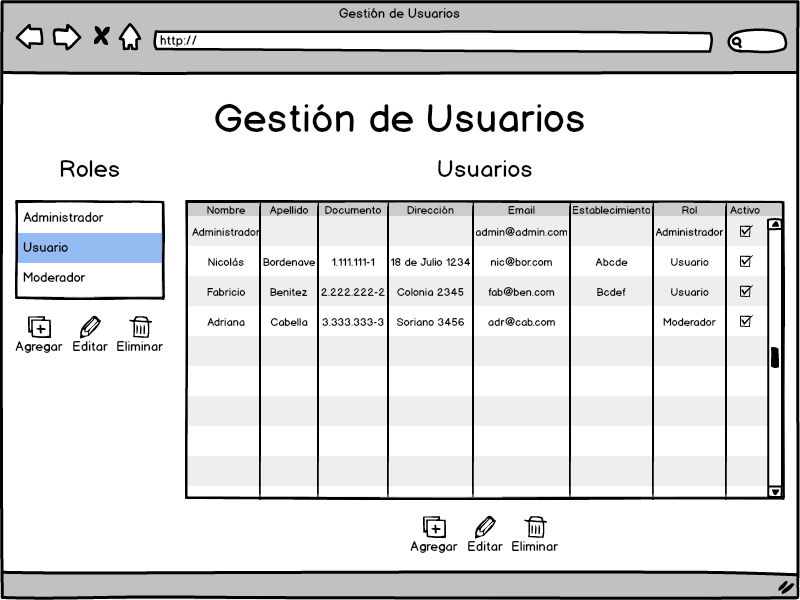 Gestión de Usuarios
http://
Gestión de Usuarios
Roles
Administrador
Usuario
Moderador
Agregar Editar Eliminar
Usuarios
Nombre Apellido Documento Dirección Email Establecimiento Rol Activo
Administrador admin@admin.com Administrador
Nicolás Bordenave 1.111.111-1 18 de Julio 1234 nic@bor.com Abcde Usuario
Fabricio Benitez 2.222.222-2 Colonia 2345 fab@ben.com Bcdef Usuario
Adriana Cabella 3.333.333-3 Soriano 3456 adr@cab.com Moderador
Agregar Editar Eliminar